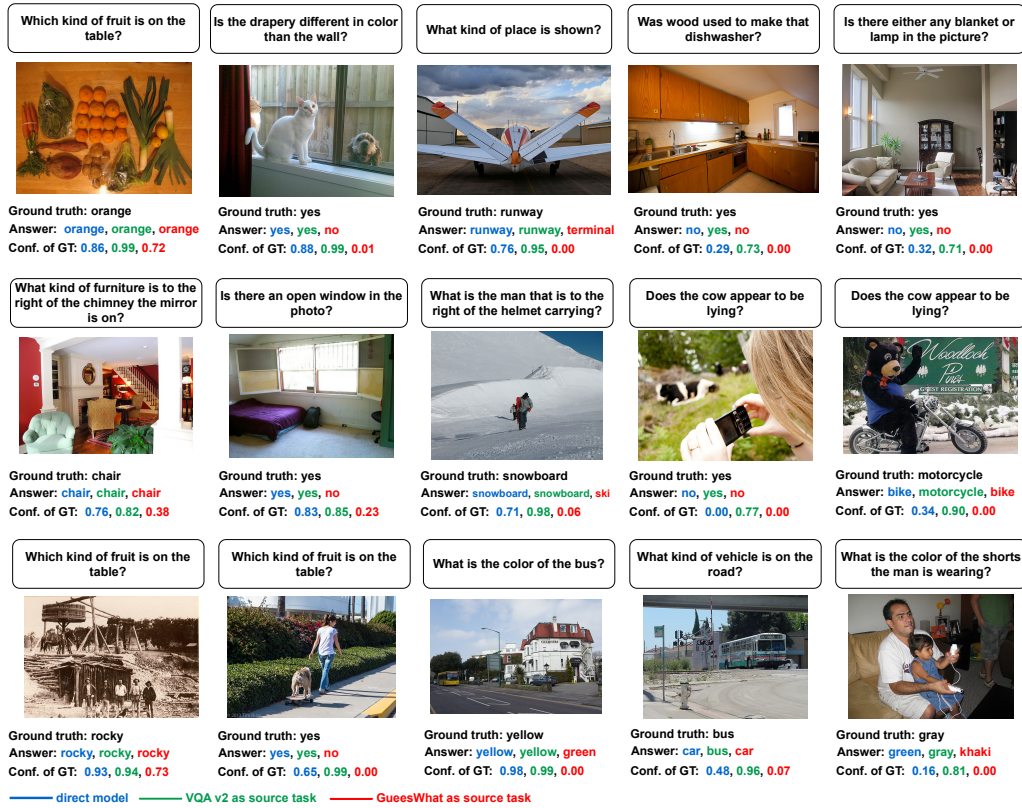 Which kind of fruit is on the
table?
Is the drapery different in color
than the wall?
What kind of place is shown?
Was wood used to make that
dishwasher?
Is there either any blanket or
lamp in the picture?
Ground truth: orange
Answer: orange, orange, orange
Conf. of GT: 0.86, 0.99, 0.72
Ground truth: yes
Answer: yes, yes, no
Conf. of GT: 0.88, 0.99, 0.01
Ground truth: runway
Answer: runway, runway, terminal
Conf. of GT: 0.76, 0.95, 0.00
Ground truth: yes
Answer: no, yes, no
Conf. of GT: 0.29, 0.73, 0.00
Ground truth: yes
Answer: no, yes, no
Conf. of GT: 0.32, 0.71, 0.00
What kind of furniture is to the
right of the chimney the mirror
is on?
Is there an open window in the
photo?
What is the man that is to the
right of the helmet carrying?
Does the cow appear to be
lying?
Does the cow appear to be
lying?
Woodloch
Pines
GUEST REGISTRATION
Ground truth: chair
Answer: chair, chair, chair
Conf. of GT: 0.76, 0.82, 0.38
Ground truth: yes
Answer: yes, yes, no
Conf. of GT: 0.83, 0.85, 0.23
Ground truth: snowboard
Answer: snowboard, snowboard, ski
Conf. of GT: 0.71, 0.98, 0.06
Ground truth: yes
Answer: no, yes, no
Conf. of GT: 0.00, 0.77, 0.00
Ground truth: motorcycle
Answer: bike, motorcycle, bike
Conf. of GT: 0.34, 0.90, 0.00
Which kind of fruit is on the
table?
Which kind of fruit is on the
table?
What is the color of the bus?
What kind of vehicle is on the
road?
What is the color of the shorts
the man is wearing?
Ground truth: rocky
Answer: rocky, rocky, rocky
Conf. of GT: 0.93, 0.94, 0.73
Ground truth: yes
Answer: yes, yes, no
Conf. of GT: 0.65, 0.99, 0.00
Ground truth: yellow
Answer: yellow, yellow, green
Conf. of GT: 0.98, 0.99, 0.00
Ground truth: bus
Answer: car, bus, car
Conf. of GT: 0.48, 0.96, 0.07
Ground truth: gray
Answer: green, gray, khaki
Conf. of GT: 0.16, 0.81, 0.00
direct model
VQA v2 as source task
GueesWhat as source task